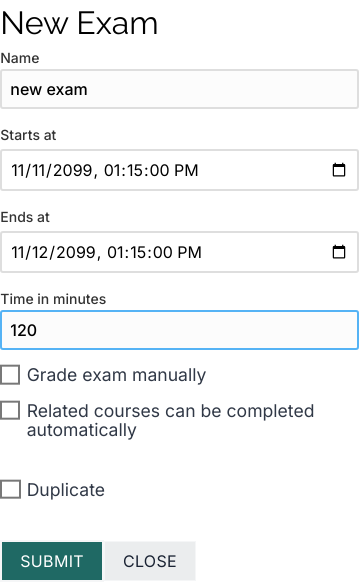 New Exam
Name
new exam
Starts at
11/11/2099, 01:15:00 PM
Ends at
11/12/2099, 01:15:00 PM
Time in minutes
120
Grade exam manually
Related courses can be completed
automatically
Duplicate
SUBMIT CLOSE